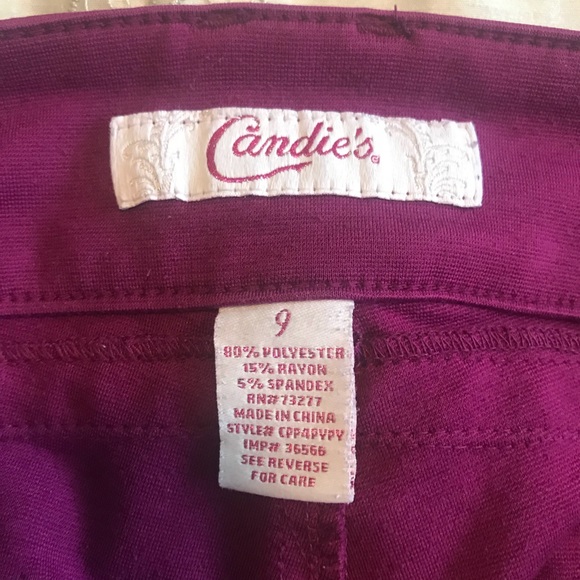 Candie's
9
80% POLYESTER
15% RAYON
5% SPANDEX
RN# 73277
MADE IN CHINA
STYLE# CPP49VPY
IMP# 36566
SEE REVERSE
FOR CARE